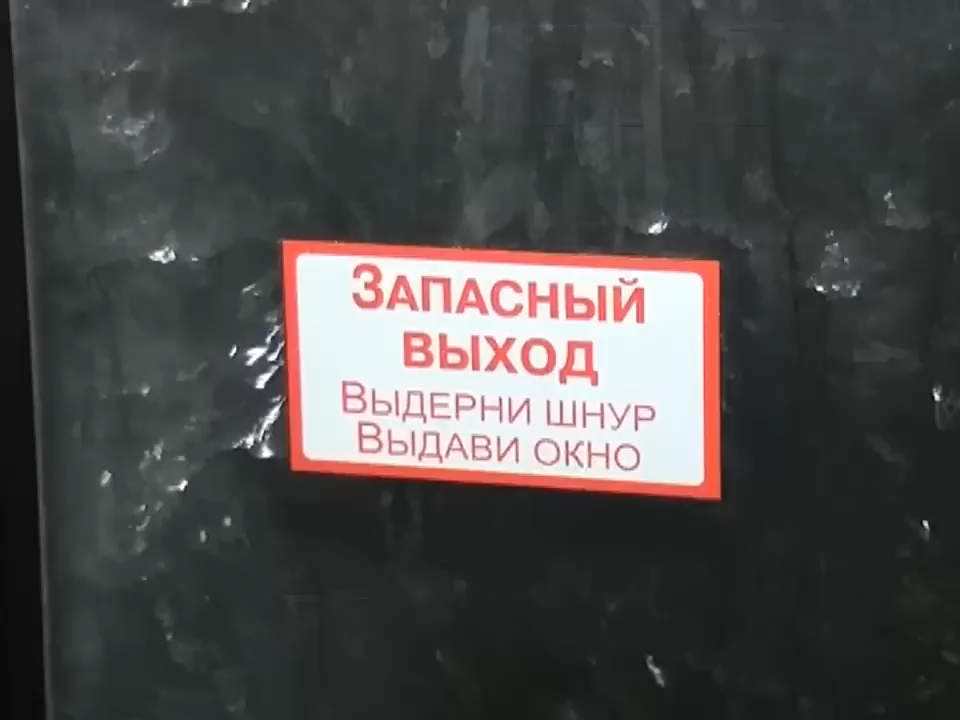 Запасный
выход
Выдерни шнур
Выдави окно